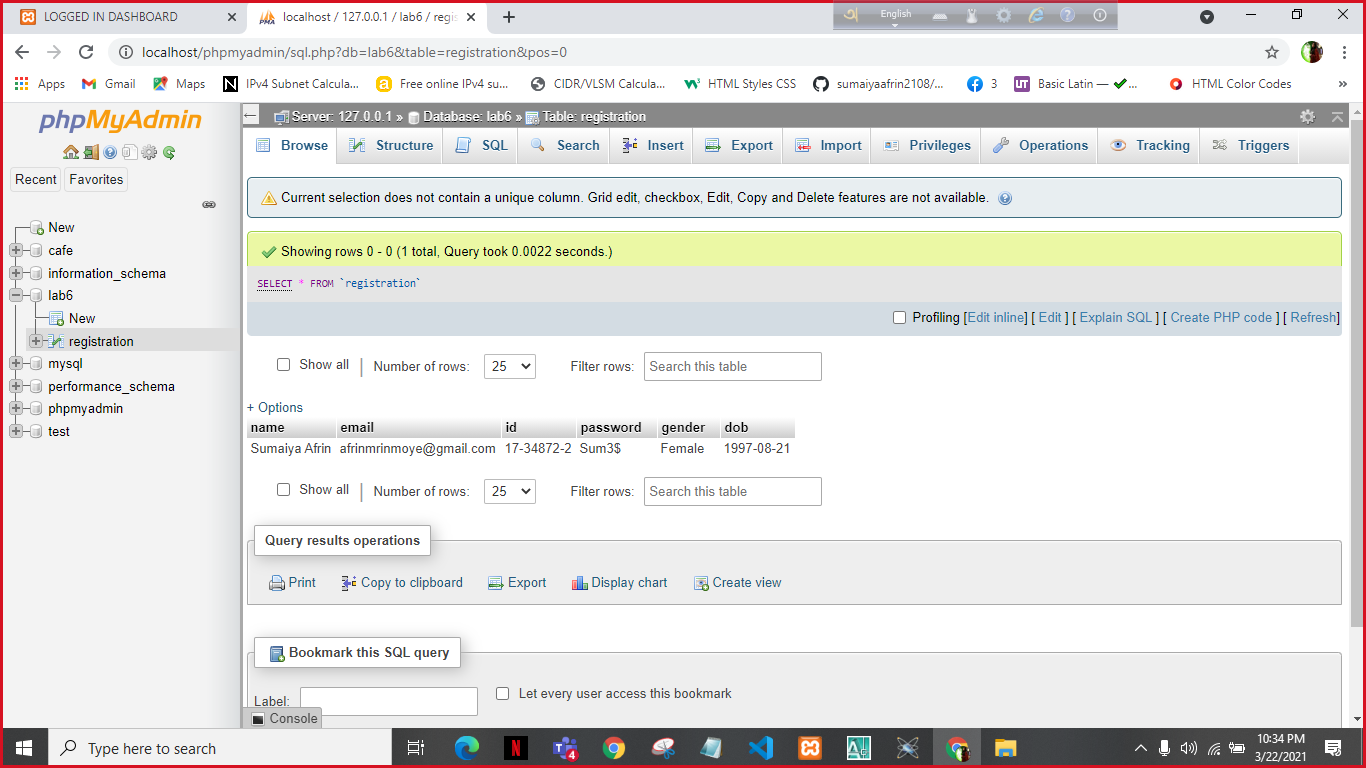 LOGGED IN DASHBOARD
localhost / 127.0.0.1 / lab6 / regis
English
localhost/phpmyadmin/sql.php?db=lab6&table=registration&pos=0
Apps
Gmail
Maps
IPv4 Subnet Calcula...
Free online IPv4 su...
CIDR/VLSM Calcula...
HTML Styles CSS
sumaiyaafrin2108/...
3
Basic Latin — ✔...
HTML Color Codes
»
phpMyAdmin
Recent
Favorites
New
cafe
information_schema
lab6
New
registration
mysql
performance_schema
phpmyadmin
test
Server: 127.0.0.1 » Database: lab6 » Table: registration
Browse
Structure
SQL
Search
Insert
Export
Import
Privileges
Operations
Tracking
Triggers
Current selection does not contain a unique column. Grid edit, checkbox, Edit, Copy and Delete features are not available.
Showing rows 0 - 0 (1 total, Query took 0.0022 seconds.)
SELECT * FROM `registration`
Profiling [Edit inline] [ Edit ] [ Explain SQL ] [ Create PHP code ] [ Refresh]
Show all | Number of rows: 25 Filter rows: Search this table
+ Options
name email id password gender dob
Sumaiya Afrin afrinmrinmoye@gmail.com 17-34872-2 Sum3$ Female 1997-08-21
Show all | Number of rows: 25 Filter rows: Search this table
Query results operations
Print
Copy to clipboard
Export
Display chart
Create view
Bookmark this SQL query
Label:
Let every user access this bookmark
Console
Type here to search
4
10:34 PM
3/22/2021